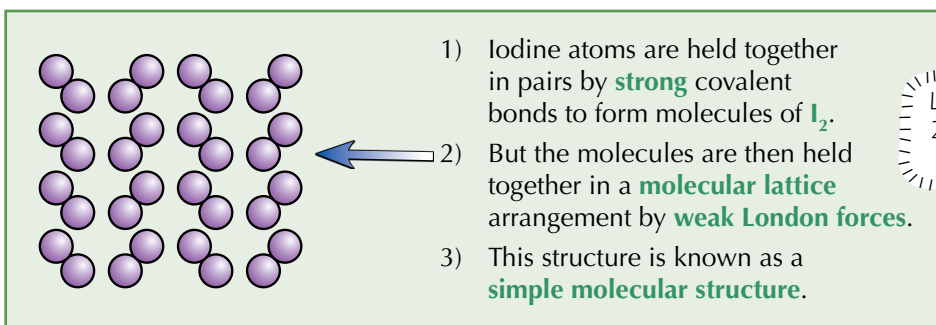 1) Iodine atoms are held together
in pairs by strong covalent
bonds to form molecules of I₂.
2) But the molecules are then held
together in a molecular lattice
arrangement by weak London forces.
3) This structure is known as a
simple molecular structure.